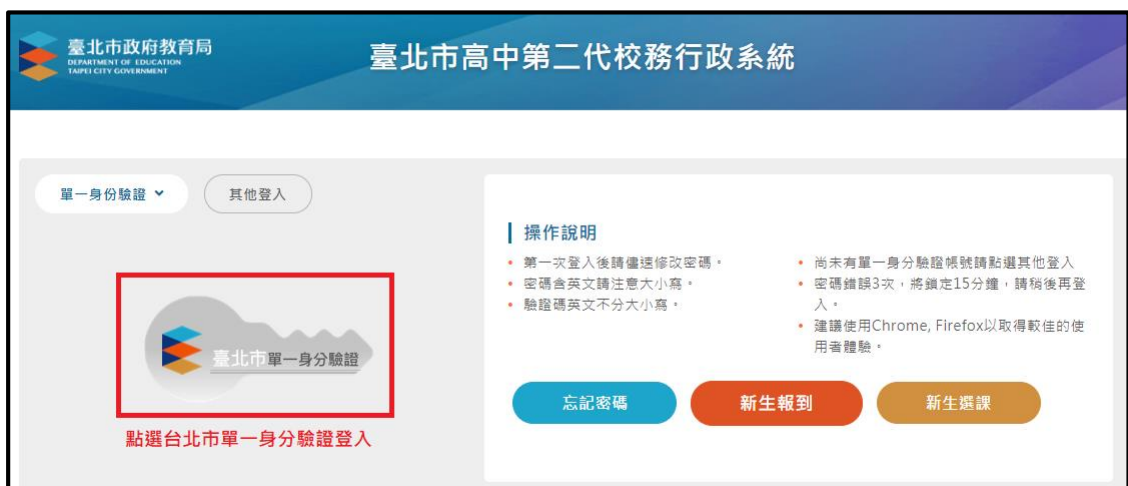 臺北市政府教育局
DEPARTMENT OF EDUCATION
TAIPEI CITY GOVERNMENT
臺北市高中第二代校務行政系統
單一身份驗證
其他登入
臺北市單一身分驗證
點選台北市單一身分驗證登入
操作說明
第一次登入後請儘速修改密碼。
密碼含英文請注意大小寫。
驗證碼英文不分大小寫。
尚未有單一身分驗證帳號請點選其他登入
密碼錯誤3次，將鎖定15分鐘，請稍後再登
入。
建議使用Chrome, Firefox以取得較佳的使
用者體驗。
忘記密碼
新生報到
新生選課